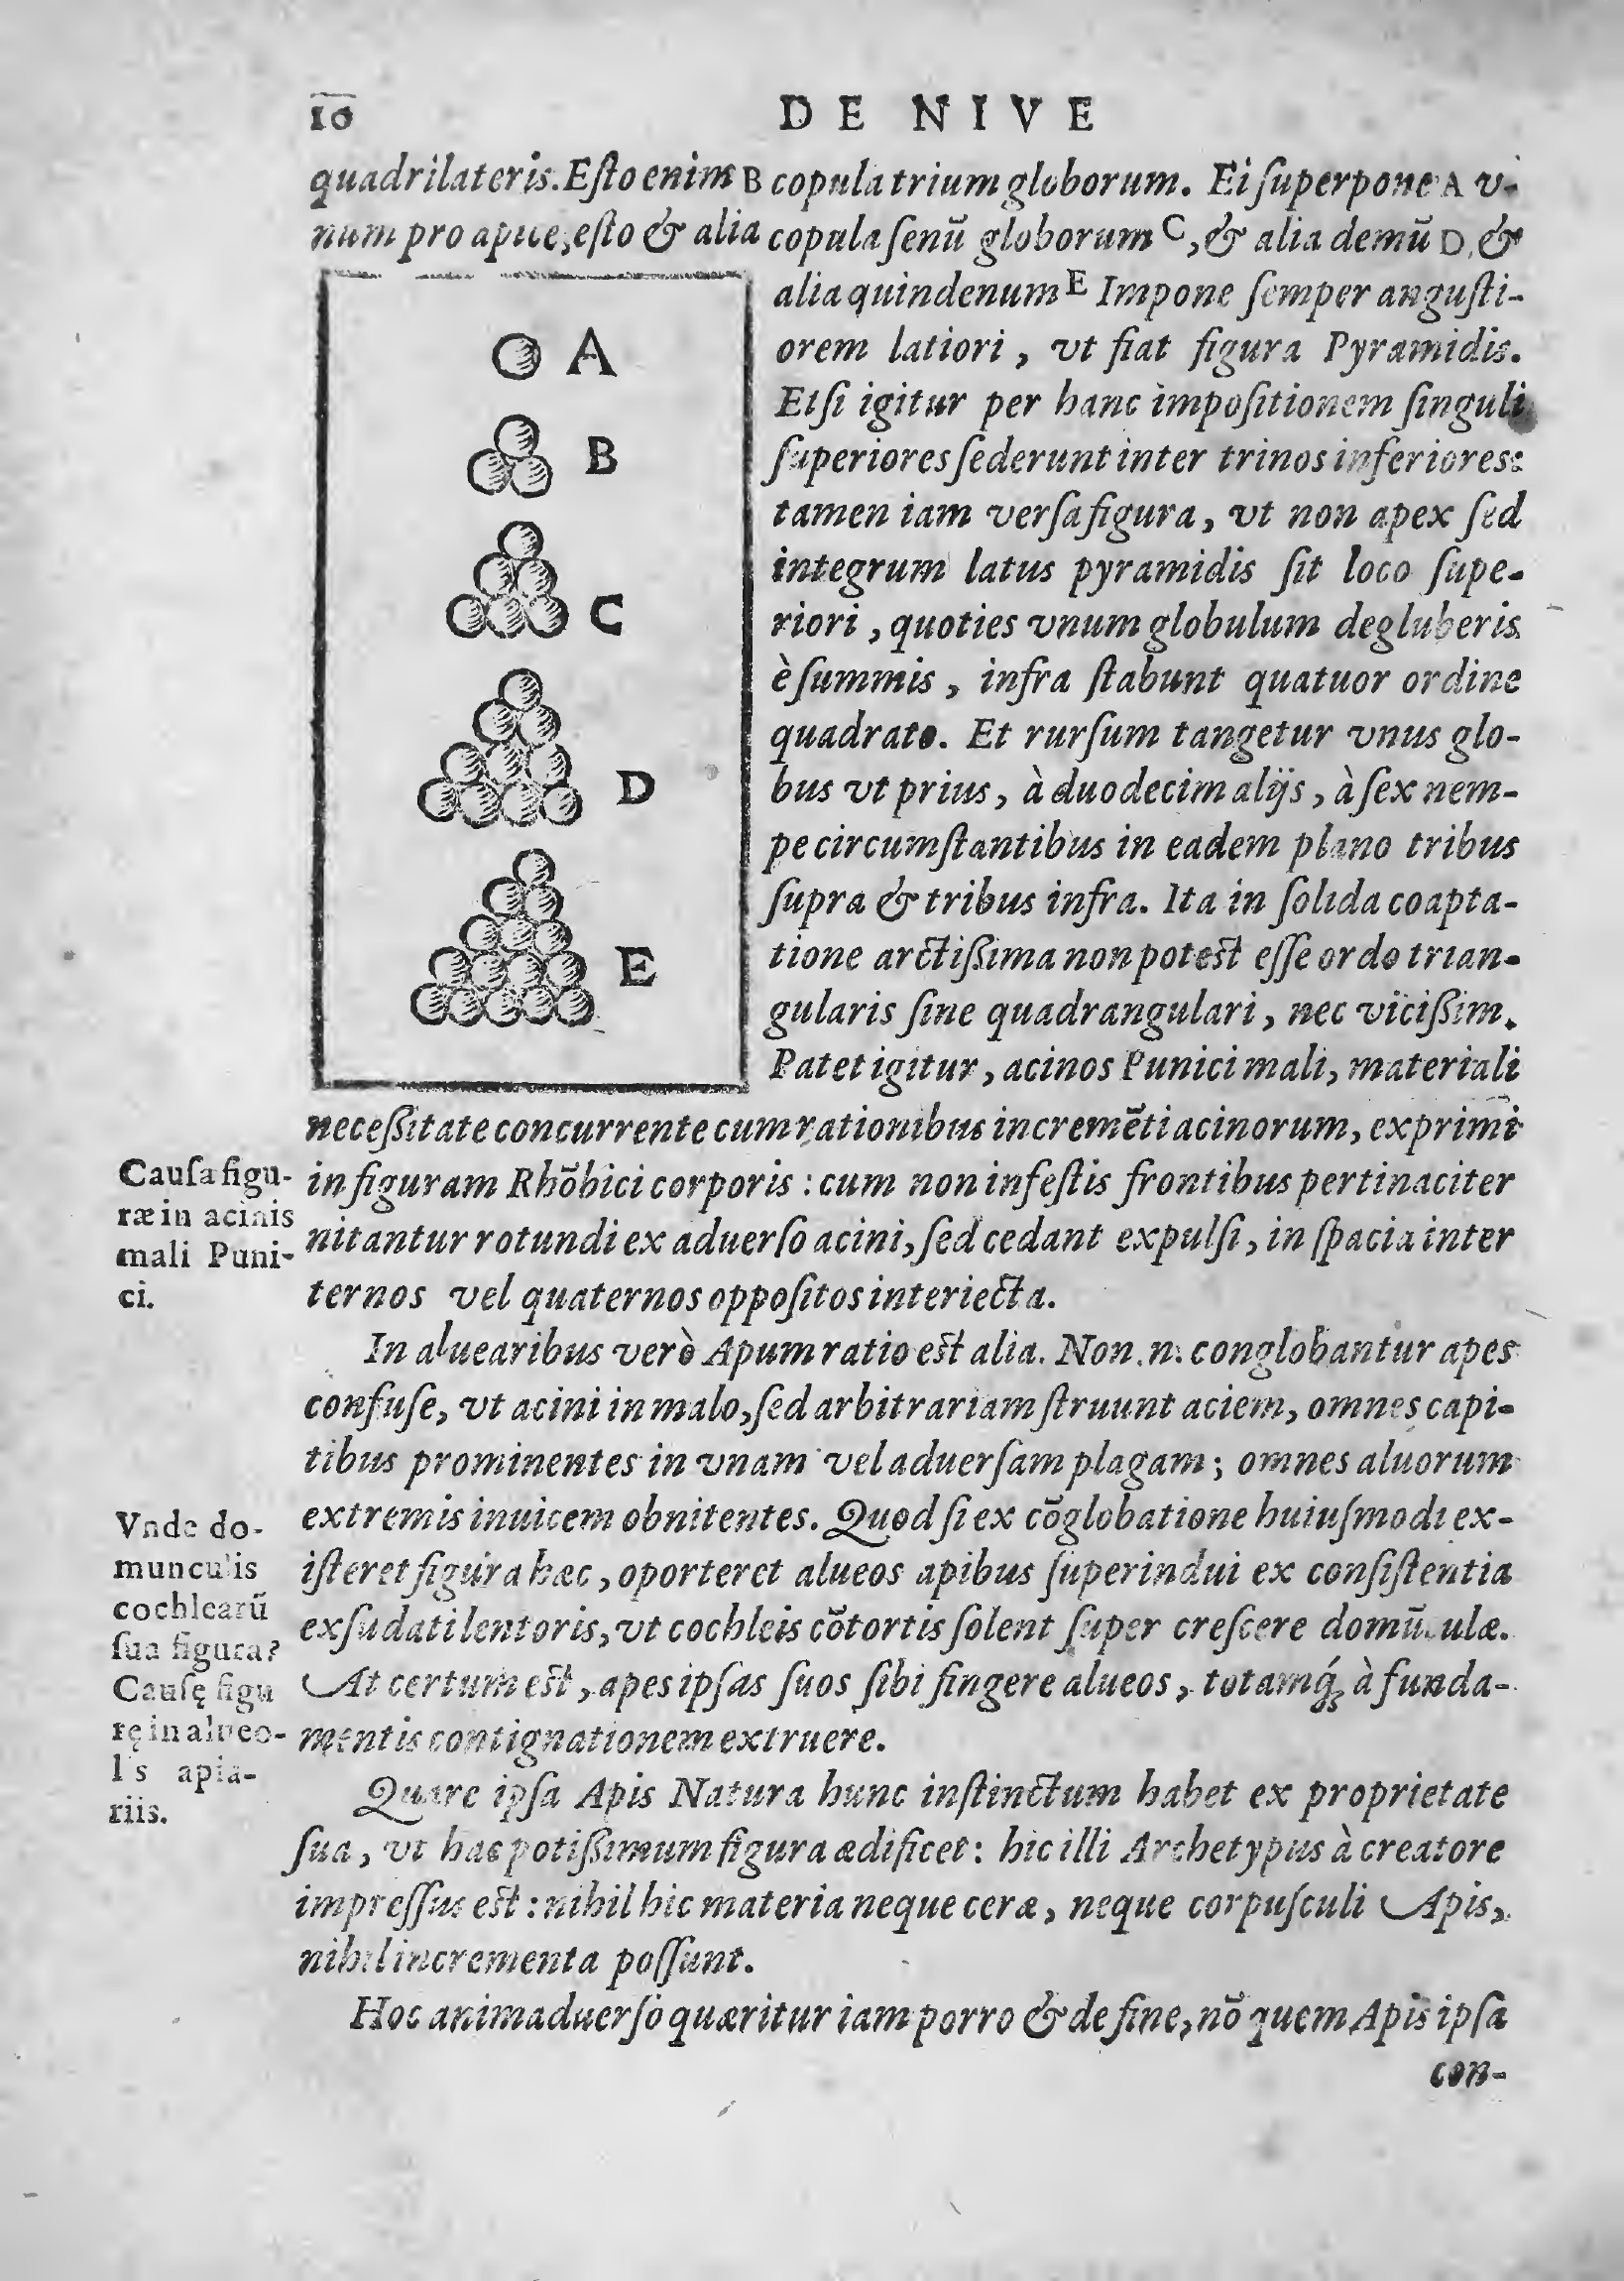 10
DE NIVE
quadrilateris. Eſto enim B copula trium globorum. Ei ſuperpone A v-
num pro apice, eſto & alia copula ſenū globorum C, & alia demū D, &
alia quindenum E Impone ſemper anguſti-
orem latiori, vt fiat figura Pyramidis.
Etſi igitur per hanc impoſitionem ſinguli
ſuperiores ſederunt inter trinos inferiores:
tamen iam verſa figura, vt non apex ſed
integrum latus pyramidis ſit loco ſupe-
riori, quoties vnum globulum degluberis
è ſummis, infra ſtabunt quatuor ordine
quadrato. Et rurſum tangetur vnus glo-
bus vt prius, à duodecim alijs, à ſex nem-
pe circumſtantibus in eadem plano tribus
ſupra & tribus infra. Ita in ſolida coapta-
tione arctißima non potest eſſe ordo trian-
gularis ſine quadrangulari, nec vicißim.
Patet igitur, acinos Punici mali, materiali
A
B
C
D
E
neceßitate concurrente cum rationibus incremēti acinorum, exprimi
in figuram Rhōbici corporis: cum non infeſtis frontibus pertinaciter
nitantur rotundi ex aduerſo acini, ſed cedant expulſi, in ſpacia inter
ternos vel quaternos oppoſitos interiecta.
Cauſa figu-
ræ in acinis
mali Puni-
ci.
In aluearibus verò Apum ratio est alia. Non .n. conglobantur apes
confuſe, vt acini in malo, ſed arbitrariam ſtruunt aciem, omnes capi-
tibus prominentes in vnam vel aduerſam plagam; omnes aluorum
extremis inuicem obnitentes. Quod ſi ex cōglobatione huiuſmodi ex-
iſteret figura hæc, oporteret alueos apibus ſuperindui ex conſiſtentia
exſudati lentoris, vt cochleis cōtortis ſolent ſuper creſcere domūculæ.
At certum est, apes ipſas ſuos ſibi fingere alueos, totamq́ꝫ à funda-
mentis contignationem extruere.
Vnde do-
munculis
cochlearū
ſua figura?
Cauſę figu
rę in alueo-
lis apia-
riis.
Quare ipſa Apis Natura hunc inſtinctum habet ex proprietate
ſua, vt hac potißimum figura ædificet: hic illi Archetypus à creatore
impreſſus est: nihil hic materia neque ceræ, neque corpuſculi Apis,
nihil incrementa poſſunt.
Hoc animaduerſo quæritur iam porro & de fine, nō quem Apis ipſa
con-